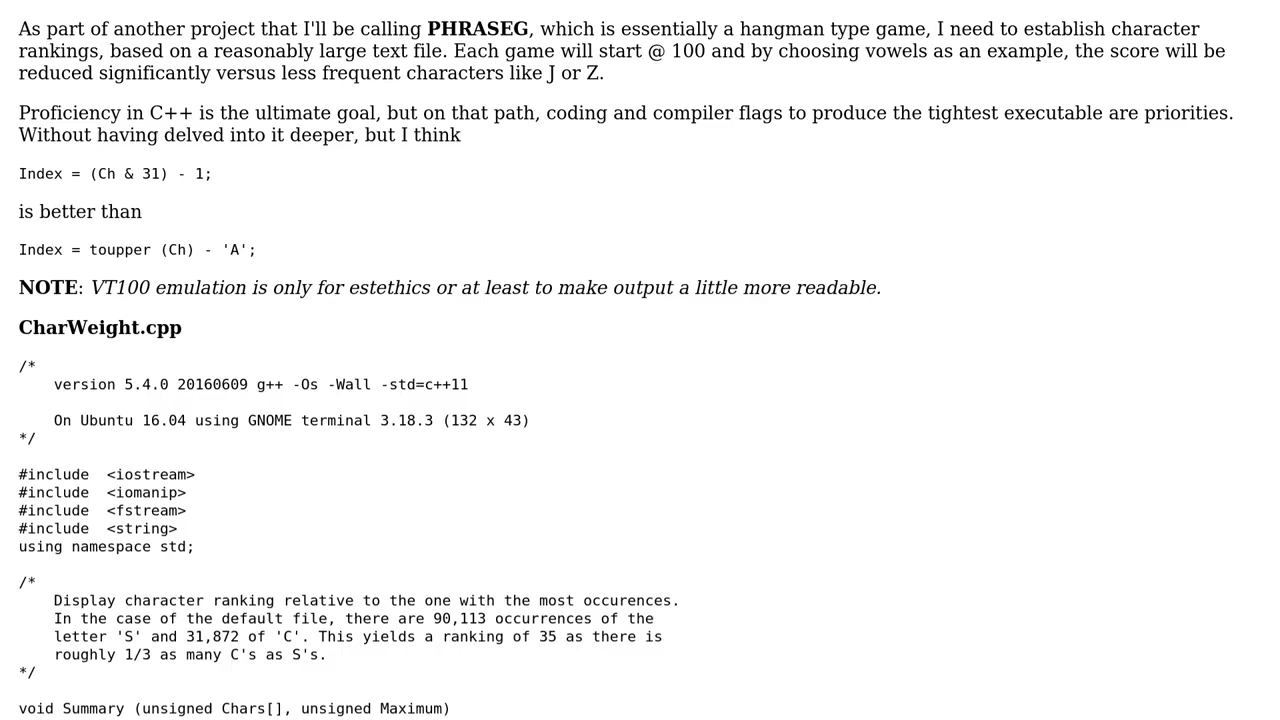 As part of another project that I'll be calling PHRASEG, which is essentially a hangman type game, I need to establish character
rankings, based on a reasonably large text file. Each game will start @ 100 and by choosing vowels as an example, the score will be
reduced significantly versus less frequent characters like J or Z.
Proficiency in C++ is the ultimate goal, but on that path, coding and compiler flags to produce the tightest executable are priorities.
Without having delved into it deeper, but I think
Index = (Ch & 31) - 1;
is better than
Index = toupper (Ch) - 'A';
NOTE: VT100 emulation is only for estethics or at least to make output a little more readable.
CharWeight.cpp
/*
    version 5.4.0 20160609 g++ -Os -Wall -std=c++11
    On Ubuntu 16.04 using GNOME terminal 3.18.3 (132 x 43)
*/
#include  <iostream>
#include  <iomanip>
#include  <fstream>
#include  <string>
using namespace std;
/*
    Display character ranking relative to the one with the most occurences.
    In the case of the default file, there are 90,113 occurrences of the
    letter 'S' and 31,872 of 'C'. This yields a ranking of 35 as there is
    roughly 1/3 as many C's as S's.
*/
void Summary (unsigned Chars[], unsigned Maximum)